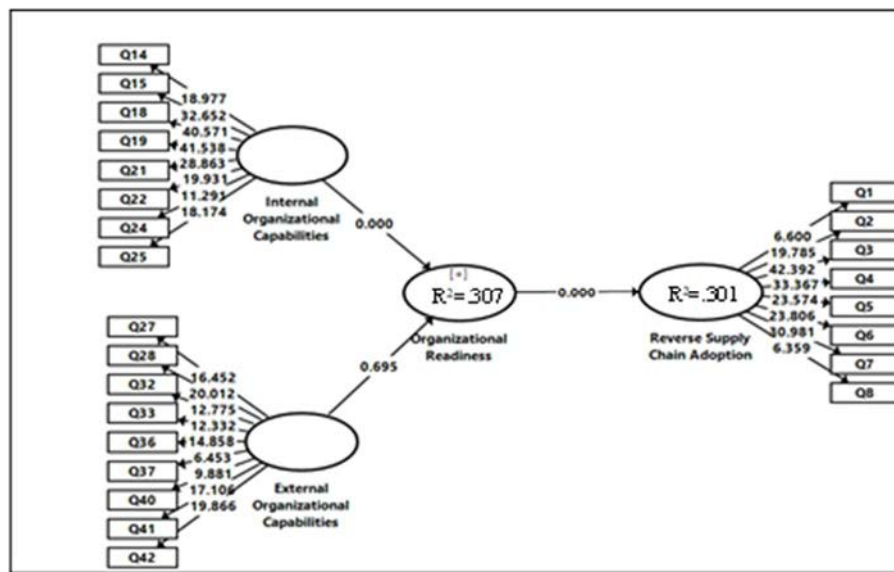 Q14
Q15
Q18
Q19
Q21
Q22
Q24
Q25
18.977
32.652
40.571
41.538
28.863
19.931
11.291
18.174
Internal
Organizational
Capabilities
0.000
Q27
Q28
Q32
Q33
Q36
Q37
Q40
Q41
Q42
16.452
20.012
12.775
12.332
14.858
6.453
9.881
17.106
19.866
External
Organizational
Capabilities
0.695
[+]
R²=.307
Organizational
Readiness
0.000
R²=.301
Reverse Supply
Chain Adoption
6.600
19.785
42.392
33.367
23.574
23.806
30.981
6.359
Q1
Q2
Q3
Q4
Q5
Q6
Q7
Q8